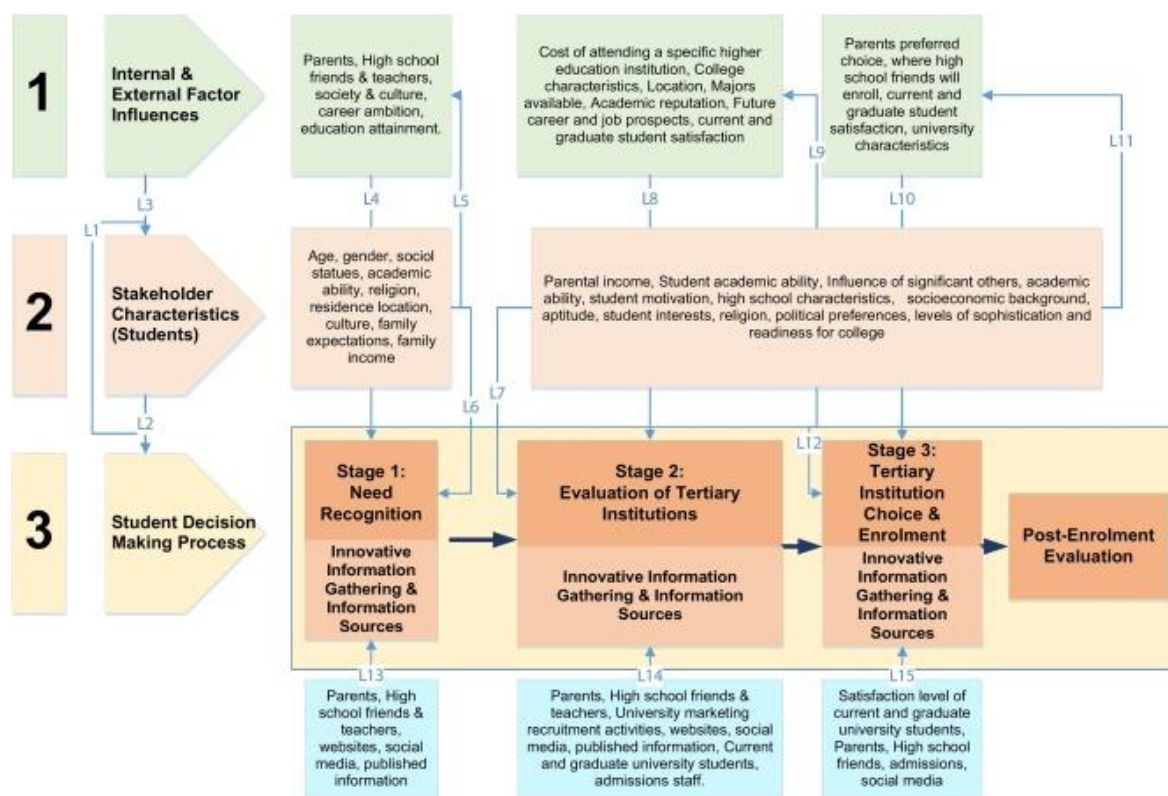 1
Internal &
External Factor
Influences
Parents, High school
friends & teachers,
society & culture,
career ambition,
education attainment.
Cost of attending a specific higher
education institution, College
characteristics, Location, Majors
available, Academic reputation, Future
career and job prospects, current and
graduate student satisfaction
Parents preferred
choice, where high
school friends will
enroll, current and
graduate student
satisfaction, university
characteristics
L3
L4
L5
L8
L9
L10
L11
L1
2
Stakeholder
Characteristics
(Students)
Age, gender, sociol
statues, academic
ability, religion,
residence location,
culture, family
expectations, family
income
Parental income, Student academic ability, Influence of significant others, academic
ability, student motivation, high school characteristics, socioeconomic background,
aptitude, student interests, religion, political preferences, levels of sophistication and
readiness for college
L2
L6
L7
L12
3
Student Decision
Making Process
Stage 1:
Need
Recognition
Innovative
Information
Gathering &
Information
Sources
Stage 2:
Evaluation of Tertiary
Institutions
Innovative Information
Gathering & Information
Sources
Stage 3:
Tertiary
Institution
Choice &
Enrolment
Innovative
Information
Gathering &
Information
Sources
Post-Enrolment
Evaluation
L13
L14
L15
Parents, High
school friends &
teachers,
websites, social
media, published
information
Parents, High school friends &
teachers, University marketing
recruitment activities, websites, social
media, published information, Current
and graduate university students,
admissions staff.
Satisfaction level of
current and graduate
university students,
Parents, High school
friends, admissions,
social media